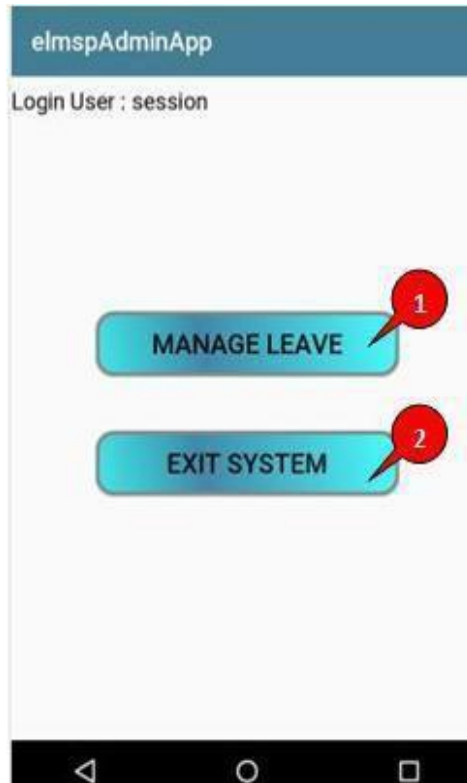 elmspAdminApp
Login User : session
1
MANAGE LEAVE
2
EXIT SYSTEM